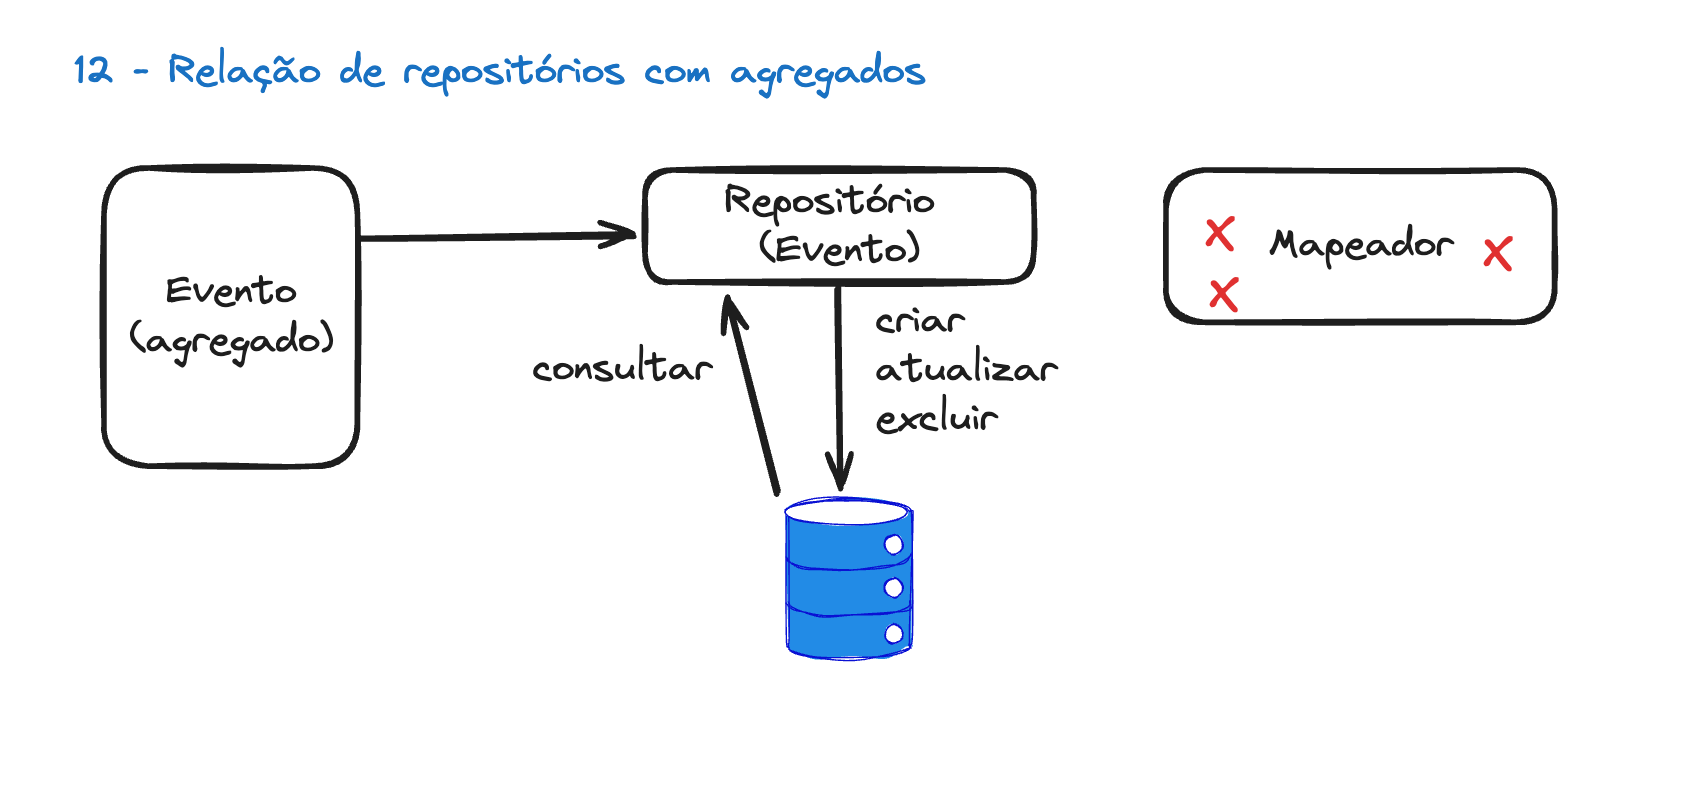 12 - Relação de repositórios com agregados
Evento
(agregado)
Repositório
(Evento)
Mapeador
consultar
criar
atualizar
excluir